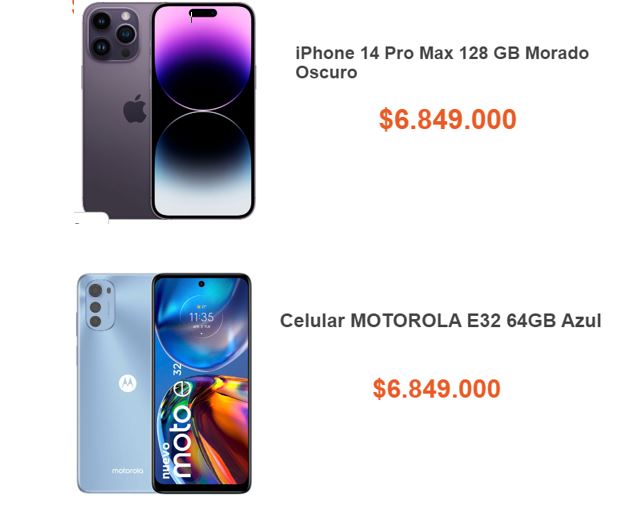 iPhone 14 Pro Max 128 GB Morado
Oscuro
$6.849.000
11:35
nuevo
moto e32
motorola
Celular MOTOROLA E32 64GB Azul
$6.849.000